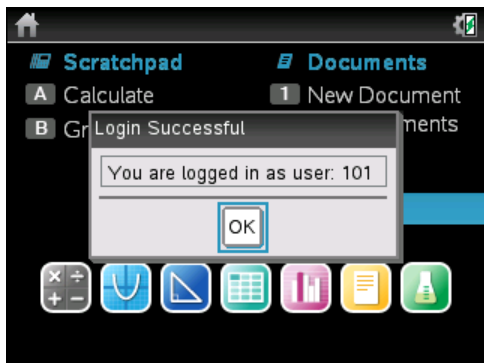 Scratchpad
Documents
A Calculate
1 New Document
B Gr
ments
Login Successful
You are logged in as user: 101
OK
× ÷
+ −